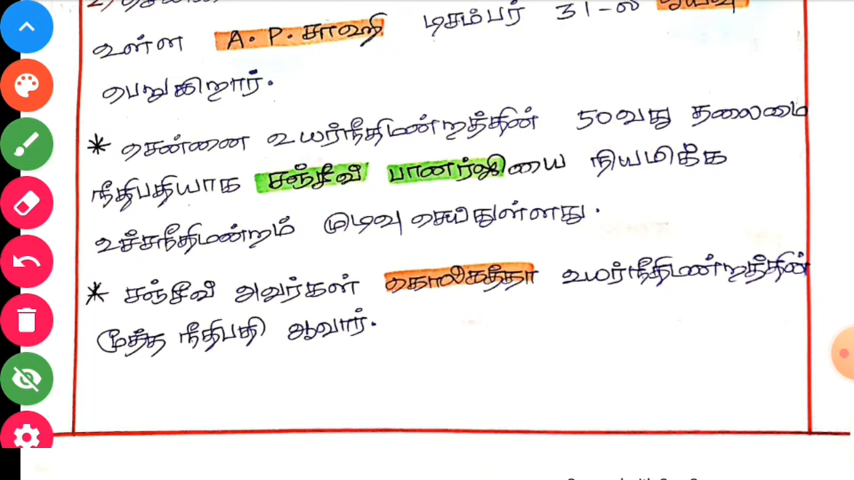 உள்ள A. P. சாஹி டிசம்பர் 31-ல் ஓய்வு
பெறுகிறார்.
* சென்னை உயர்நீதிமன்றத்தின் 50வது தலைமை
நீதிபதியாக சஞ்சீவ் பானர்ஜியை நியமிக்க
உச்சநீதிமன்றம் முடிவு செய்துள்ளது.
* சஞ்சீவ் அவர்கள் கொல்கத்தா உயர்நீதிமன்றத்தின்
மூத்த நீதிபதி ஆவார்.